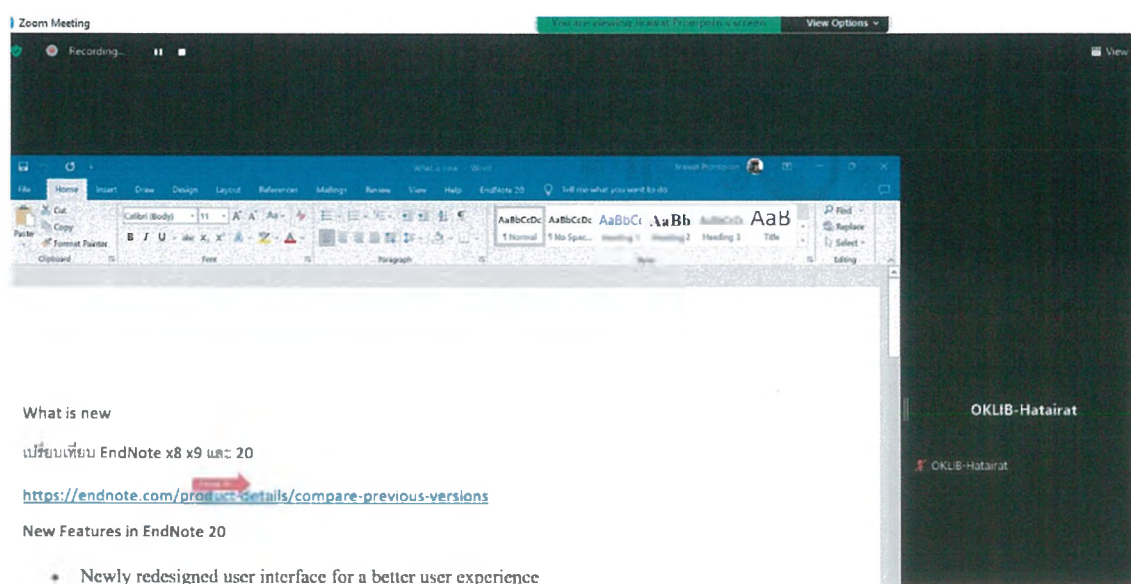 Zoom Meeting
View Options
Recording...
View
What is new - Word
File Home Insert Draw Design Layout References Mailings Review View Help EndNote 20 Tell me what you want to do
Cut
Copy
Paste
Format Painter
Clipboard
Calibri (Body) 11
B I U
Font
Paragraph
AaBbCcDc AaBbCcDc AaBbCc AaBb AaB
¶ Normal ¶ No Spac... Heading 3 Title
Find
Replace
Select
Editing
What is new
เปรียบเทียบ EndNote x8 x9 และ 20
https://endnote.com/product-details/compare-previous-versions
New Features in EndNote 20
• Newly redesigned user interface for a better user experience
OKLIB-Hatairat
OKLIB-Hatairat